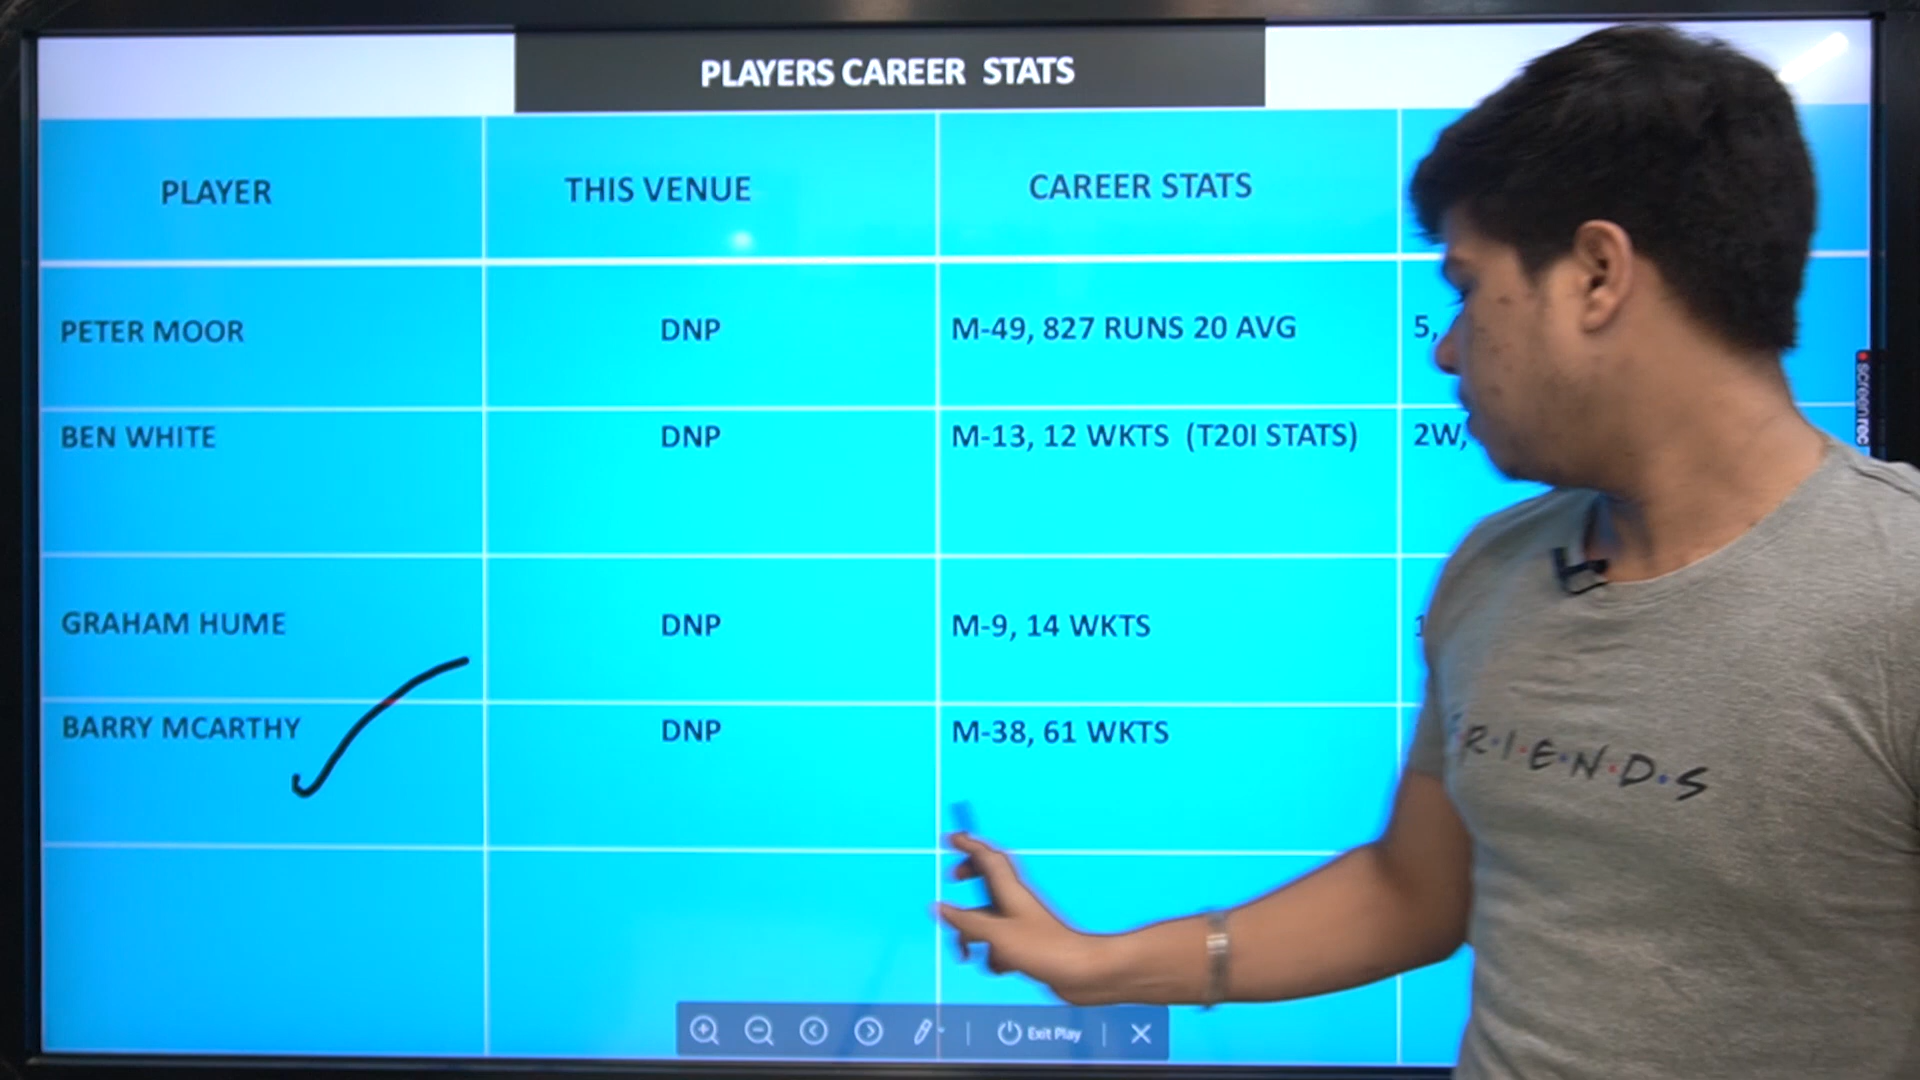 PLAYERS CAREER STATS
PLAYER THIS VENUE CAREER STATS
PETER MOOR DNP M-49, 827 RUNS 20 AVG 5,
BEN WHITE DNP M-13, 12 WKTS (T20I STATS) 2W,
GRAHAM HUME DNP M-9, 14 WKTS
BARRY MCARTHY DNP M-38, 61 WKTS
Exit Play
screenrec
F·R·I·E·N·D·S